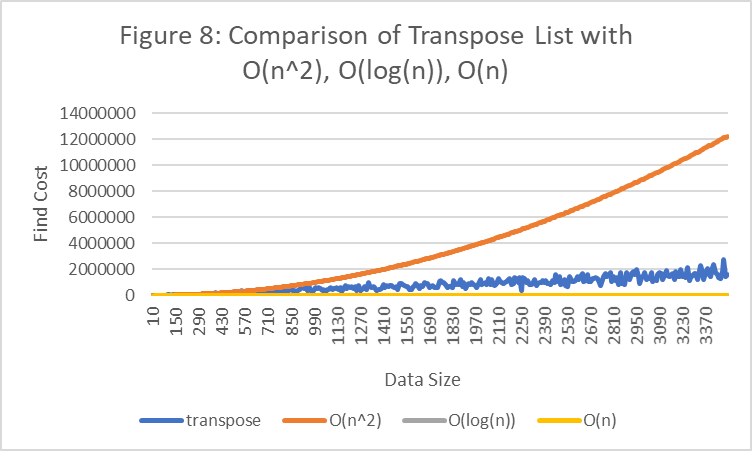 Figure 8: Comparison of Transpose List with
O(n^2), O(log(n)), O(n)
14000000
12000000
10000000
8000000
6000000
4000000
2000000
0
Find Cost
10 150 290 430 570 710 850 990 1130 1270 1410 1550 1690 1830 1970 2110 2250 2390 2530 2670 2810 2950 3090 3230 3370
Data Size
transpose O(n^2) O(log(n)) O(n)